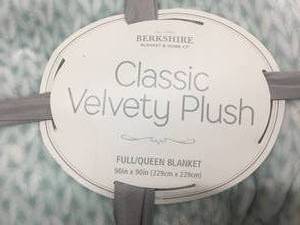 BERKSHIRE
BLANKET & HOME CO
Classic
Velvety Plush
FULL/QUEEN BLANKET
90in x 90in (229cm x 229cm)